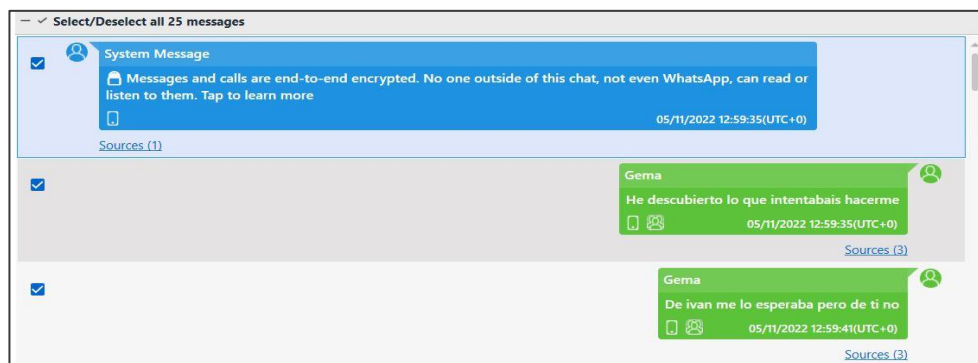 Select/Deselect all 25 messages
System Message
Messages and calls are end-to-end encrypted. No one outside of this chat, not even WhatsApp, can read or
listen to them. Tap to learn more
05/11/2022 12:59:35(UTC+0)
Sources (1)
Gema
He descubierto lo que intentabais hacerme
05/11/2022 12:59:35(UTC+0)
Sources (3)
Gema
De ivan me lo esperaba pero de ti no
05/11/2022 12:59:41(UTC+0)
Sources (3)